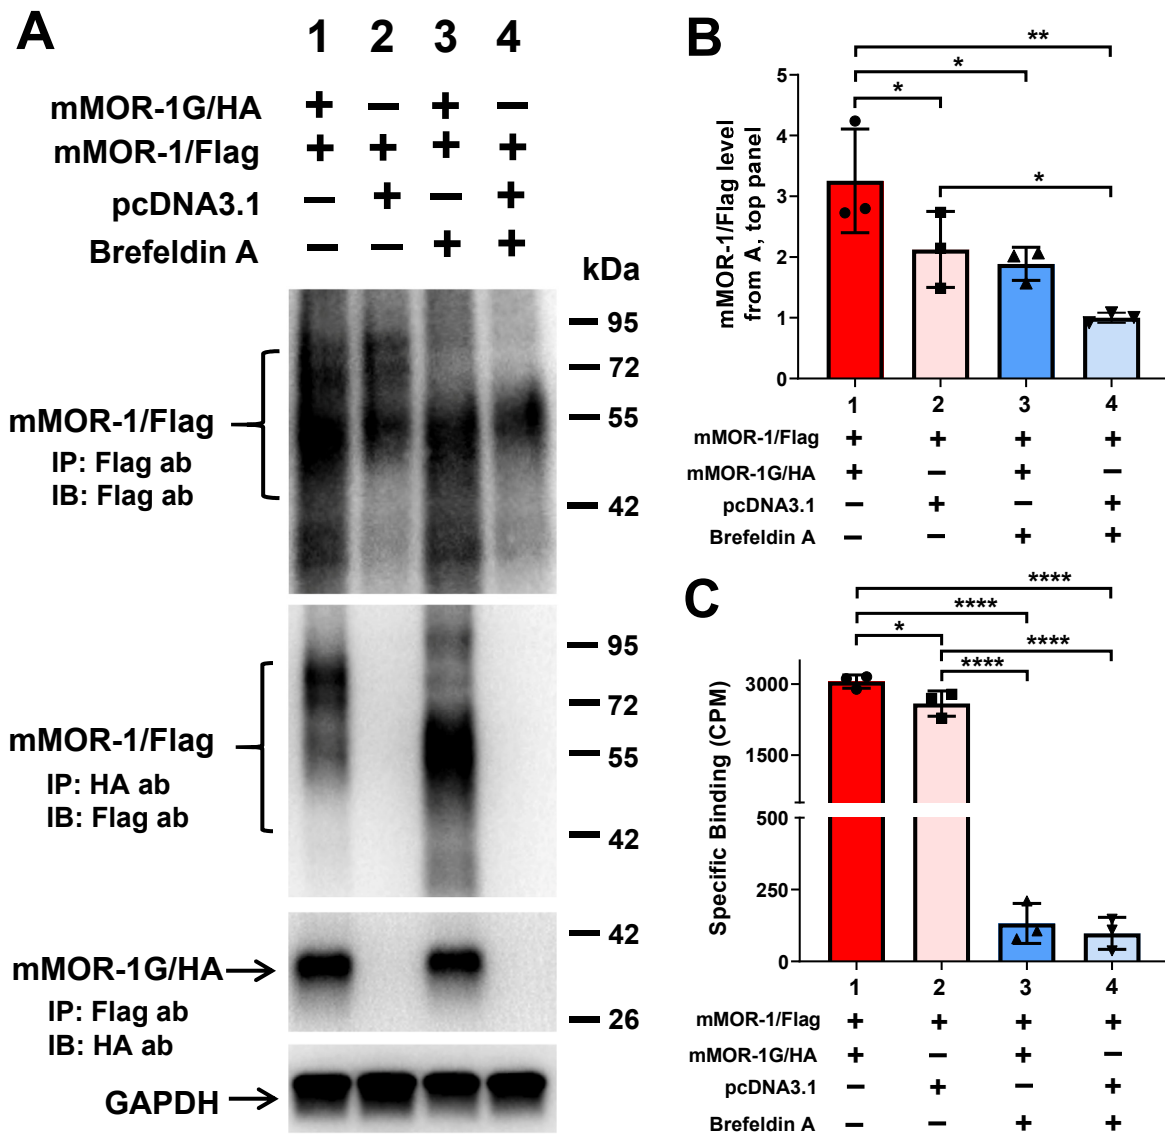 A
1 2 3 4
mMOR-1G/HA + — + —
mMOR-1/Flag + + + +
pcDNA3.1 — + — +
Brefeldin A — — + +
kDa
95
72
mMOR-1/Flag
55
IP: Flag ab
IB: Flag ab
42
95
72
mMOR-1/Flag
55
IP: HA ab
IB: Flag ab
42
42
mMOR-1G/HA
IP: Flag ab
26
IB: HA ab
GAPDH
B
**
*
*
*
mMOR-1/Flag level
from A, top panel
5
4
3
2
1
0
1 2 3 4
mMOR-1/Flag + + + +
mMOR-1G/HA + — + —
pcDNA3.1 — + — +
Brefeldin A — — + +
C
****
****
*
****
****
Specific Binding (CPM)
3000
1500
500
250
0
1 2 3 4
mMOR-1/Flag + + + +
mMOR-1G/HA + — + —
pcDNA3.1 — + — +
Brefeldin A — — + +